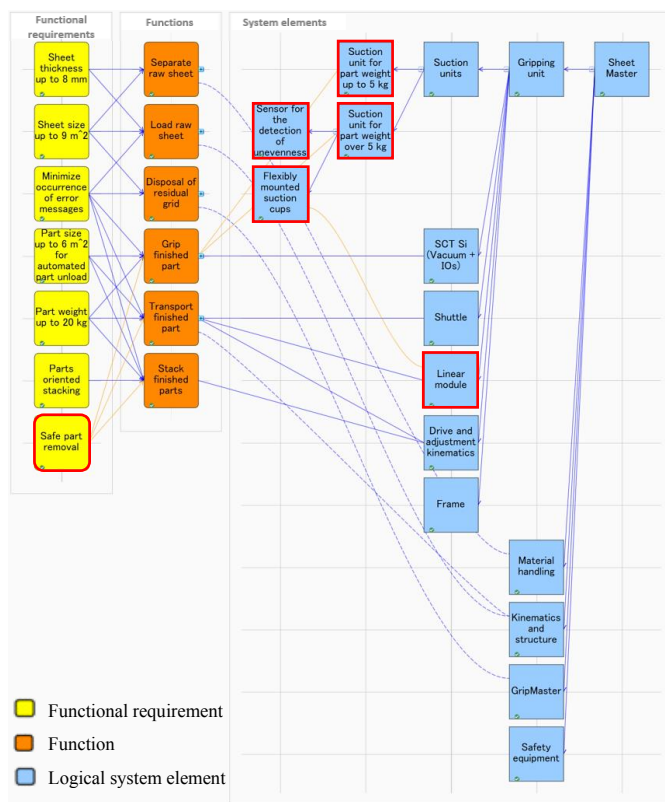 Functional
requirements
Functions
System elements
Sheet
thickness
up to 8 mm
Separate
raw sheet
Suction
unit for
part weight
up to 5 kg
Suction
units
Gripping
unit
Sheet
Master
Sheet size
up to 9 m^2
Load raw
sheet
Sensor for
the
detection
of
unevenness
Suction
unit for
part weight
over 5 kg
Minimize
occurrence
of error
messages
Disposal of
residual
grid
Flexibly
mounted
suction
cups
Part size
up to 6 m^2
for
automated
part unload
Grip
finished
part
SCT Si
(Vacuum +
IOs)
Part weight
up to 20 kg
Transport
finished
part
Shuttle
Parts
oriented
stacking
Stack
finished
parts
Linear
module
Safe part
removal
Drive and
adjustment
kinematics
Frame
Material
handling
Kinematics
and
structure
GripMaster
Safety
equipment
Functional requirement
Function
Logical system element